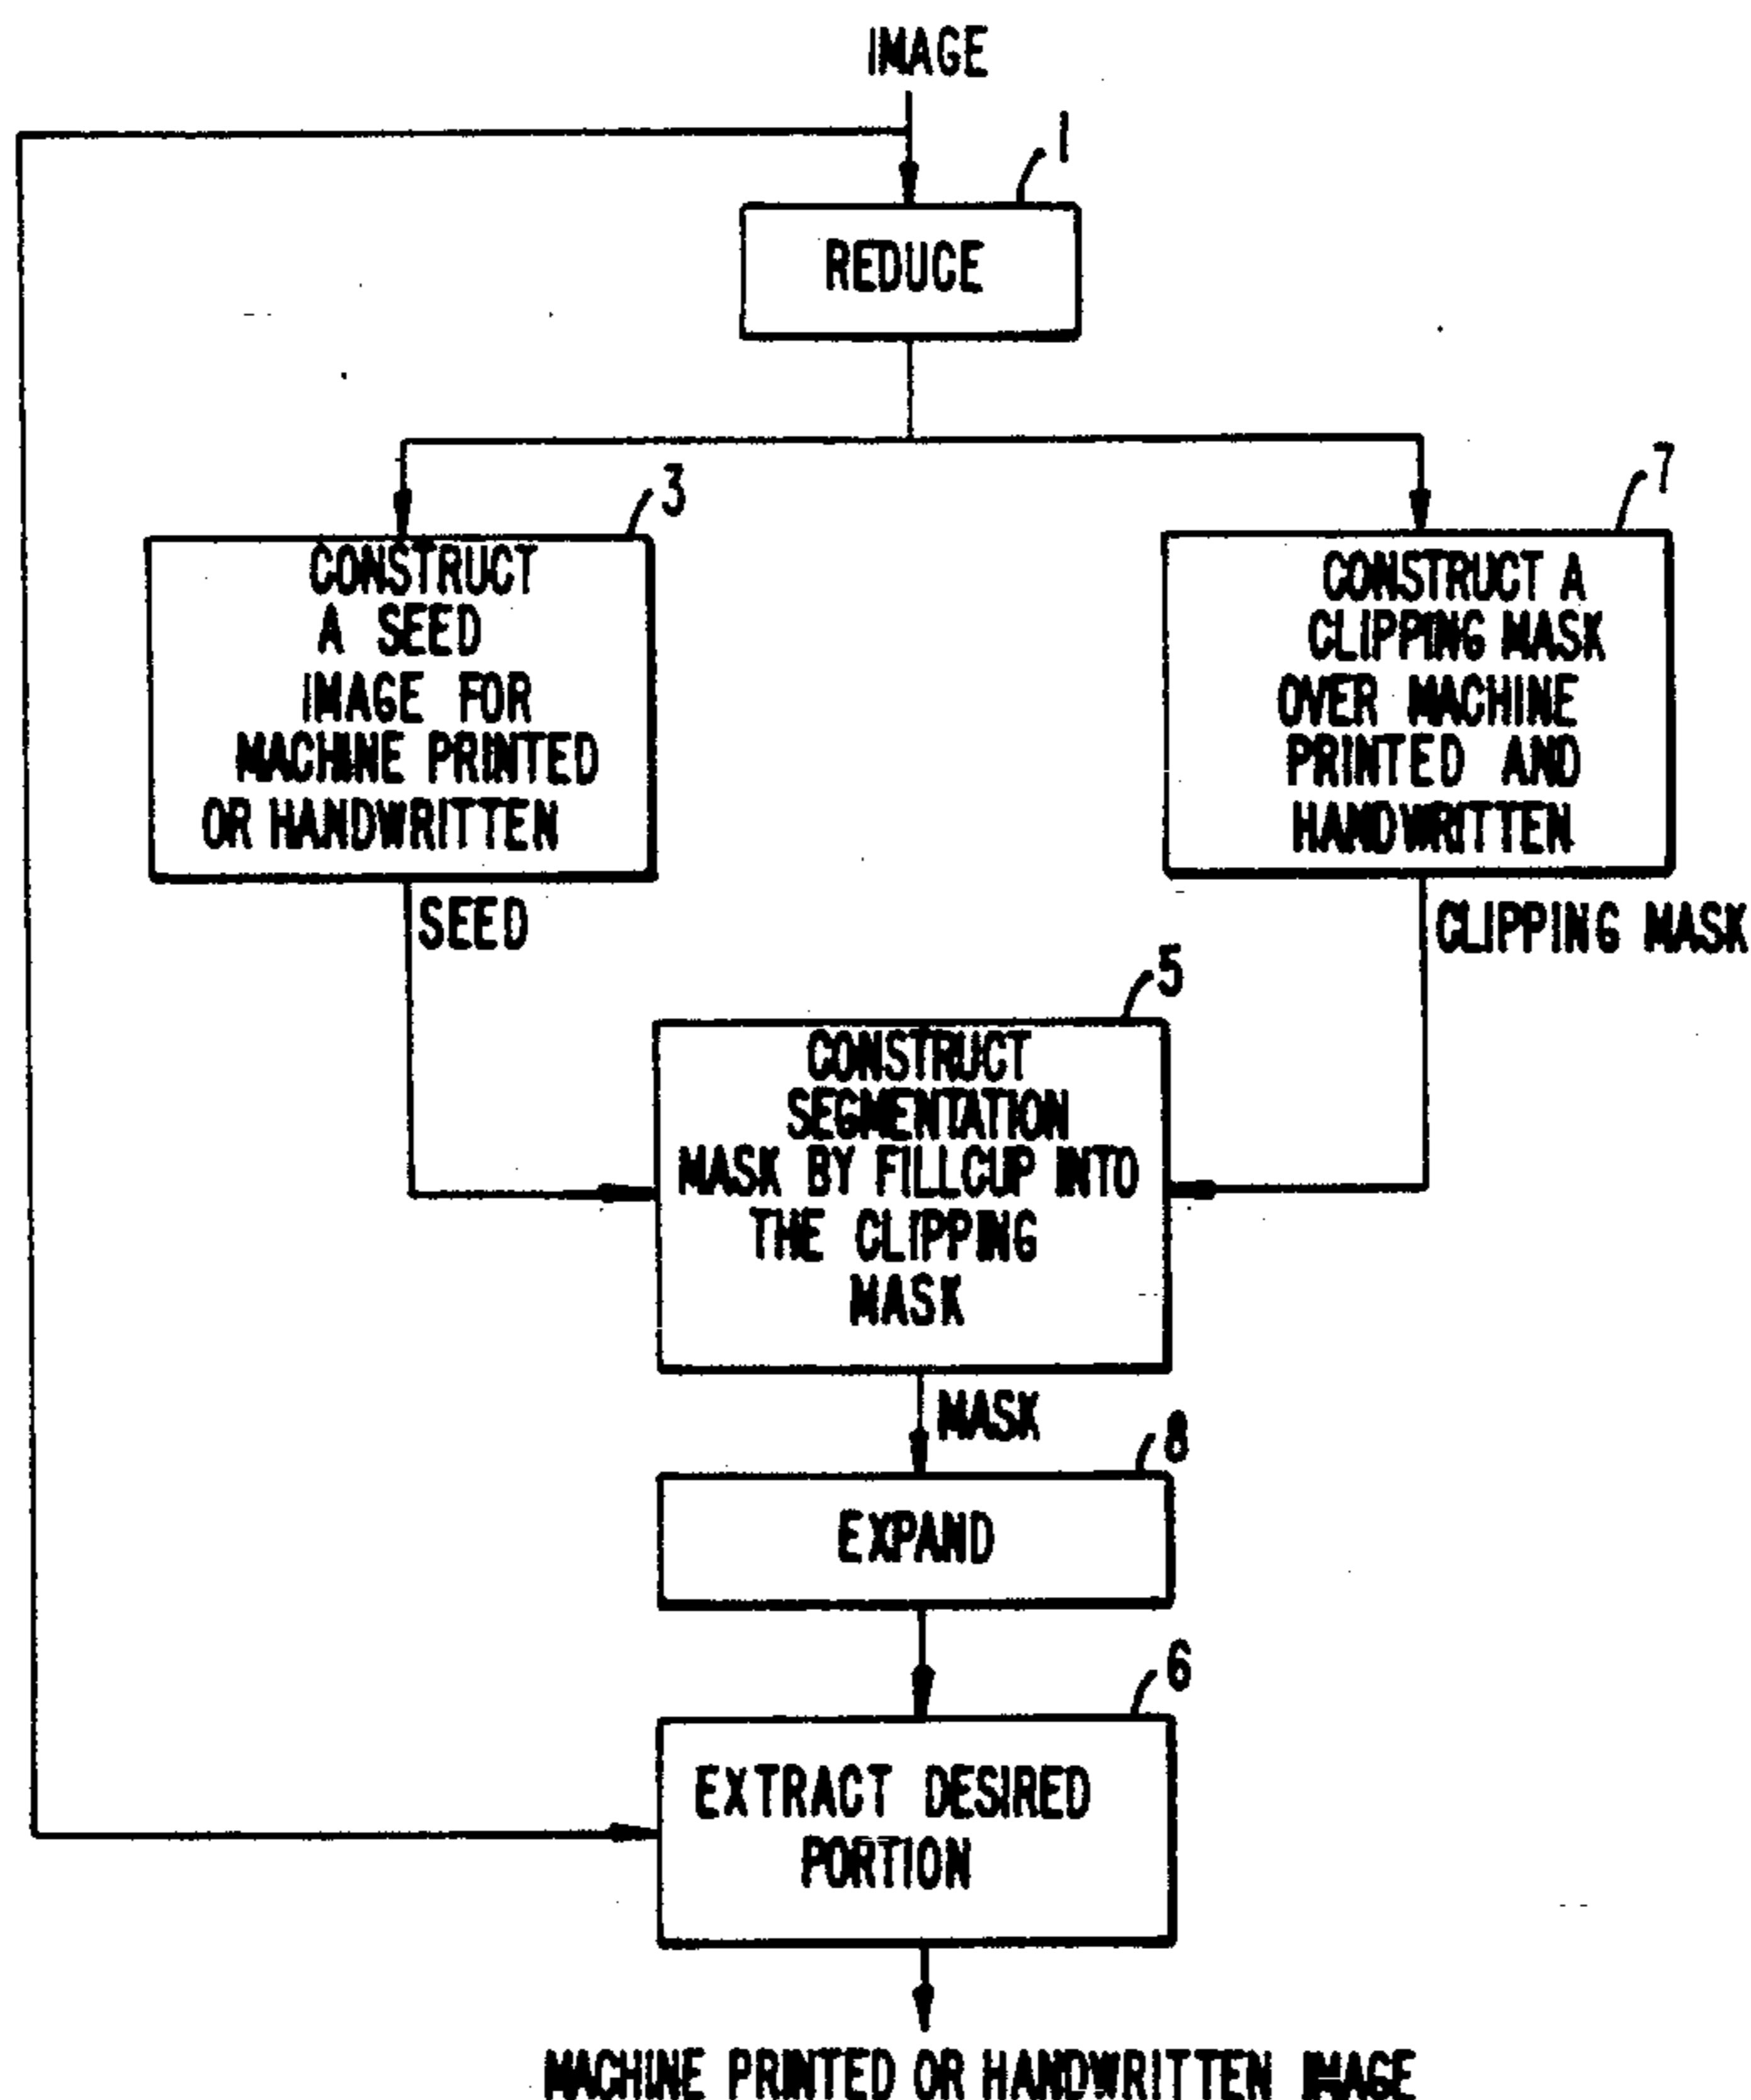 IMAGE
1
REDUCE
3
CONSTRUCT
A SEED
IMAGE FOR
MACHINE PRINTED
OR HANDWRITTEN
7
CONSTRUCT A
CLIPPING MASK
OVER MACHINE
PRINTED AND
HANDWRITTEN
SEED
CLIPPING MASK
5
CONSTRUCT
SEGMENTATION
MASK BY FILLCLIP INTO
THE CLIPPING
MASK
MASK
8
EXPAND
6
EXTRACT DESIRED
PORTION
MACHINE PRINTED OR HANDWRITTEN IMAGE